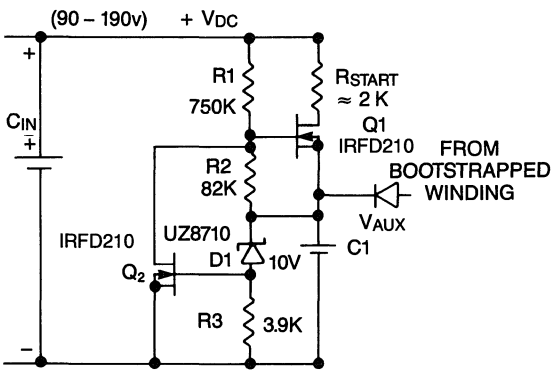 (90 – 190v) + VDC
+
R1
750K
RSTART
≈ 2 K
CIN
+
Q1
IRFD210
FROM
BOOTSTRAPPED
WINDING
R2
82K
VAUX
IRFD210
UZ8710
D1
10V
C1
Q2
R3
3.9K
–